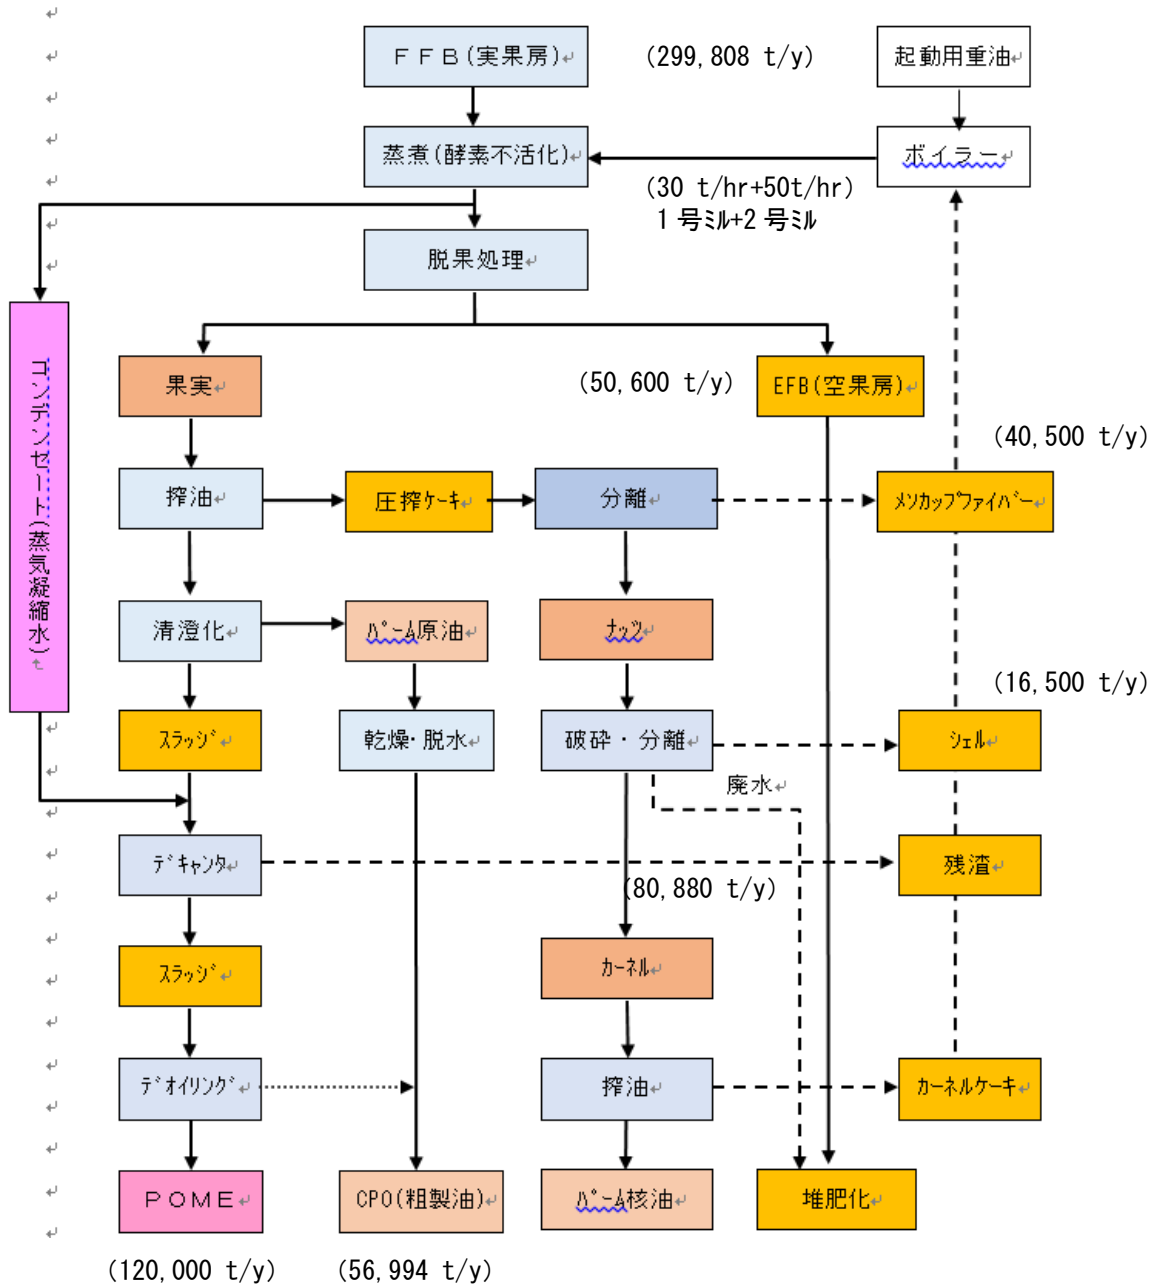 ＦＦＢ(実果房)
(299,808 t/y)
起動用重油
蒸煮(酵素不活化)
ボイラー
(30 t/hr+50t/hr)
1号ﾐﾙ+2号ﾐﾙ
脱果処理
コンデンセート(蒸気凝縮水)
果実
(50,600 t/y)
EFB(空果房)
(40,500 t/y)
搾油
圧搾ｹｰｷ
分離
ﾒｿｶｯﾌﾟﾌｧｲﾊﾞｰ
清澄化
ﾊﾟｰﾑ原油
ﾅｯﾂ
(16,500 t/y)
ｽﾗｯｼﾞ
乾燥･脱水
破砕・分離
ｼｪﾙ
廃水
ﾃﾞｷｬﾝﾀ
残渣
(80,880 t/y)
ｽﾗｯｼﾞ
ｶｰﾈﾙ
ﾃﾞｵｲﾘﾝｸﾞ
搾油
ｶｰﾈﾙｹｰｷ
ＰＯＭＥ
CPO(粗製油)
ﾊﾟｰﾑ核油
堆肥化
(120,000 t/y)
(56,994 t/y)